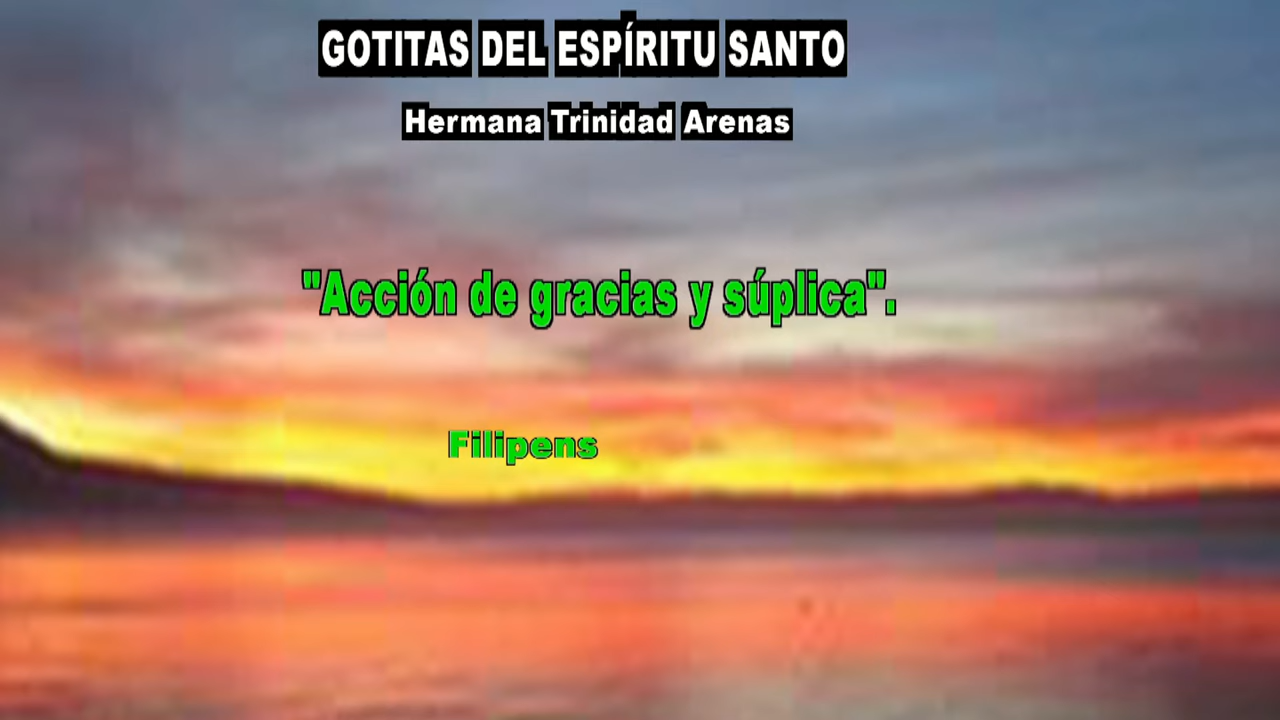 GOTITAS DEL ESPÍRITU SANTO
Hermana Trinidad Arenas
"Acción de gracias y súplica".
Filipens